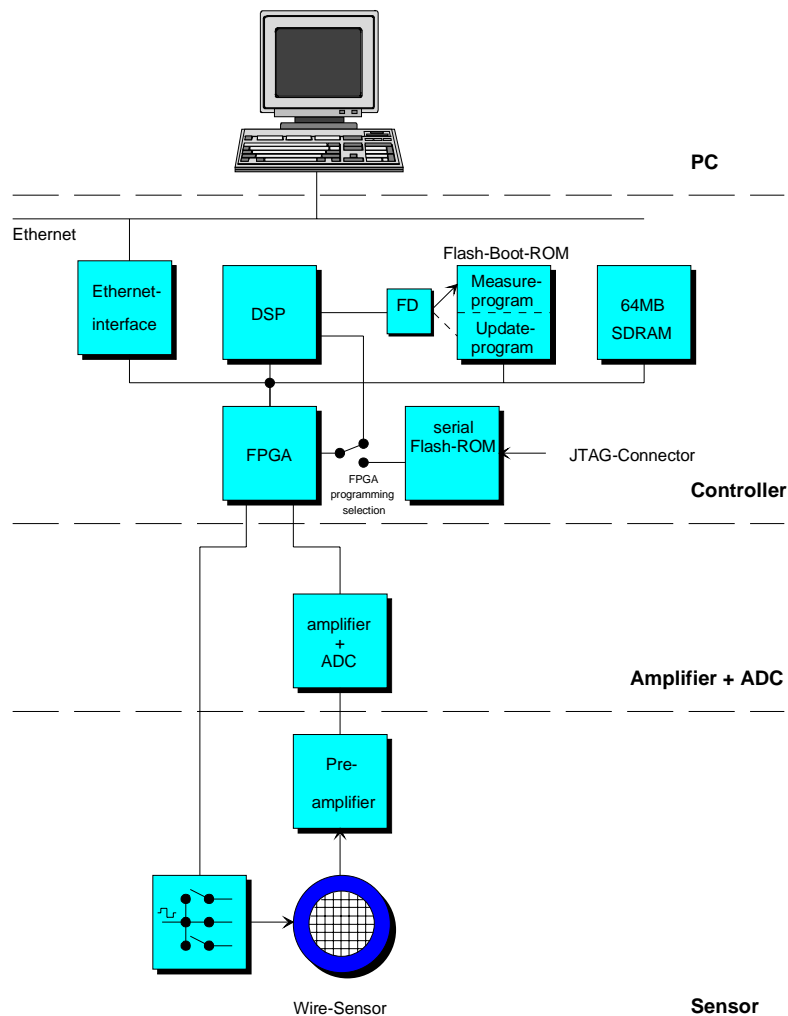 PC
Ethernet
Flash-Boot-ROM
Ethernet-
interface
DSP
FD
Measure-
program
Update-
program
64MB
SDRAM
FPGA
serial
Flash-ROM
JTAG-Connector
FPGA
programming
selection
Controller
amplifier
+
ADC
Amplifier + ADC
Pre-
amplifier
Wire-Sensor
Sensor